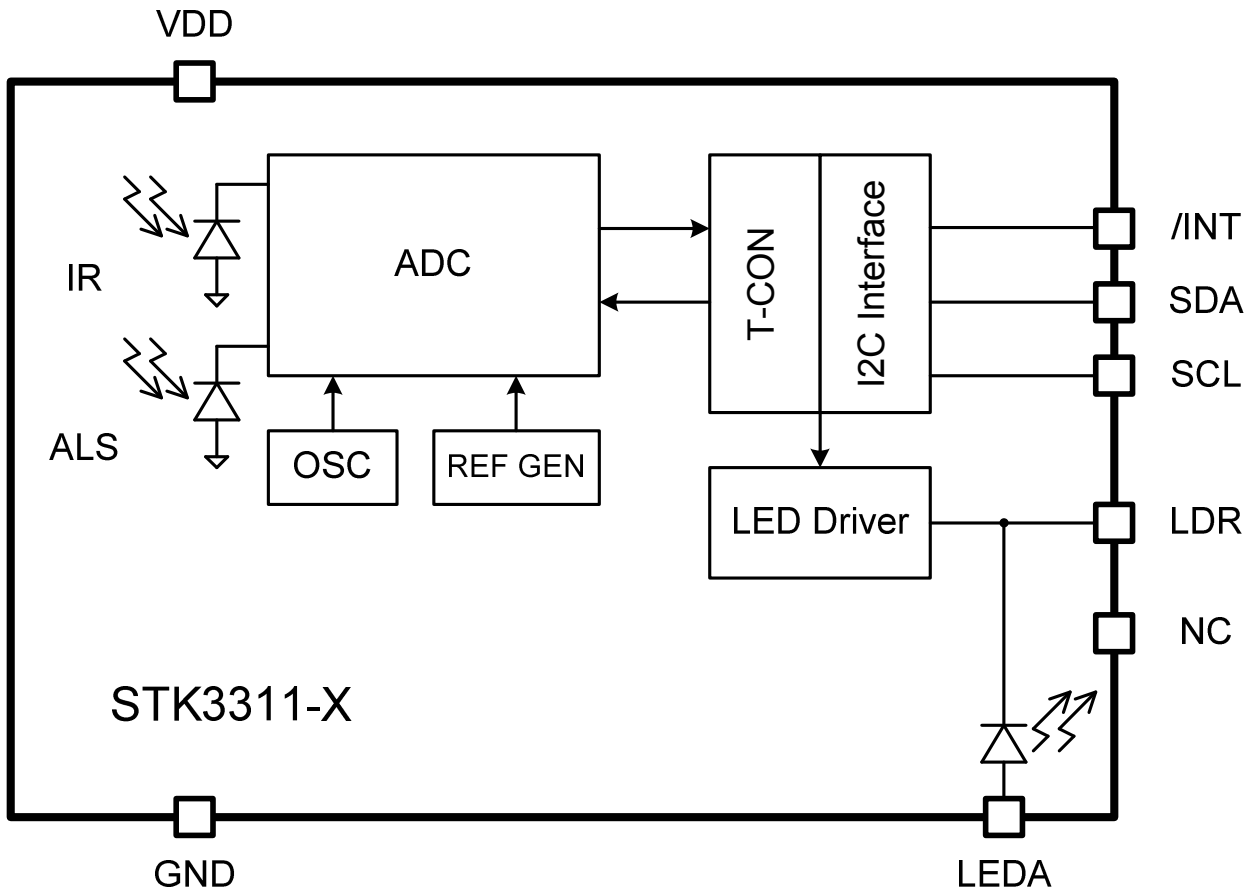 VDD
/INT
ADC
T-CON
I2C Interface
IR
SDA
SCL
ALS
OSC
REF GEN
LED Driver
LDR
NC
STK3311-X
GND
LEDA